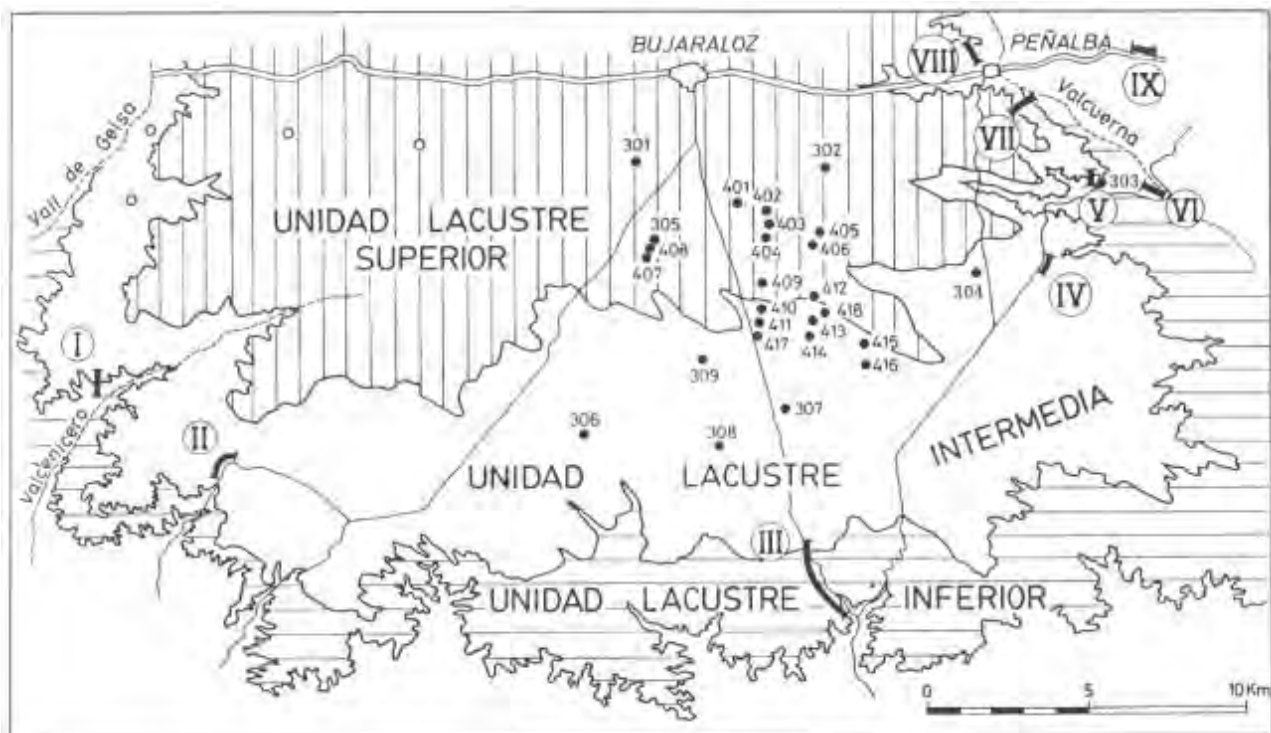 BUJARALOZ
VIII
PEÑALBA
IX
Vall de Gelsa
Valcuerna
VII
301
302
303
V
VI
401
402
403
404
405
406
305
408
407
UNIDAD LACUSTRE
SUPERIOR
304
IV
409
412
410
418
411
413
417
414
415
416
I
309
Valcenicero
II
306
307
308
INTERMEDIA
UNIDAD LACUSTRE
III
UNIDAD LACUSTRE INFERIOR
0 5 10 Km